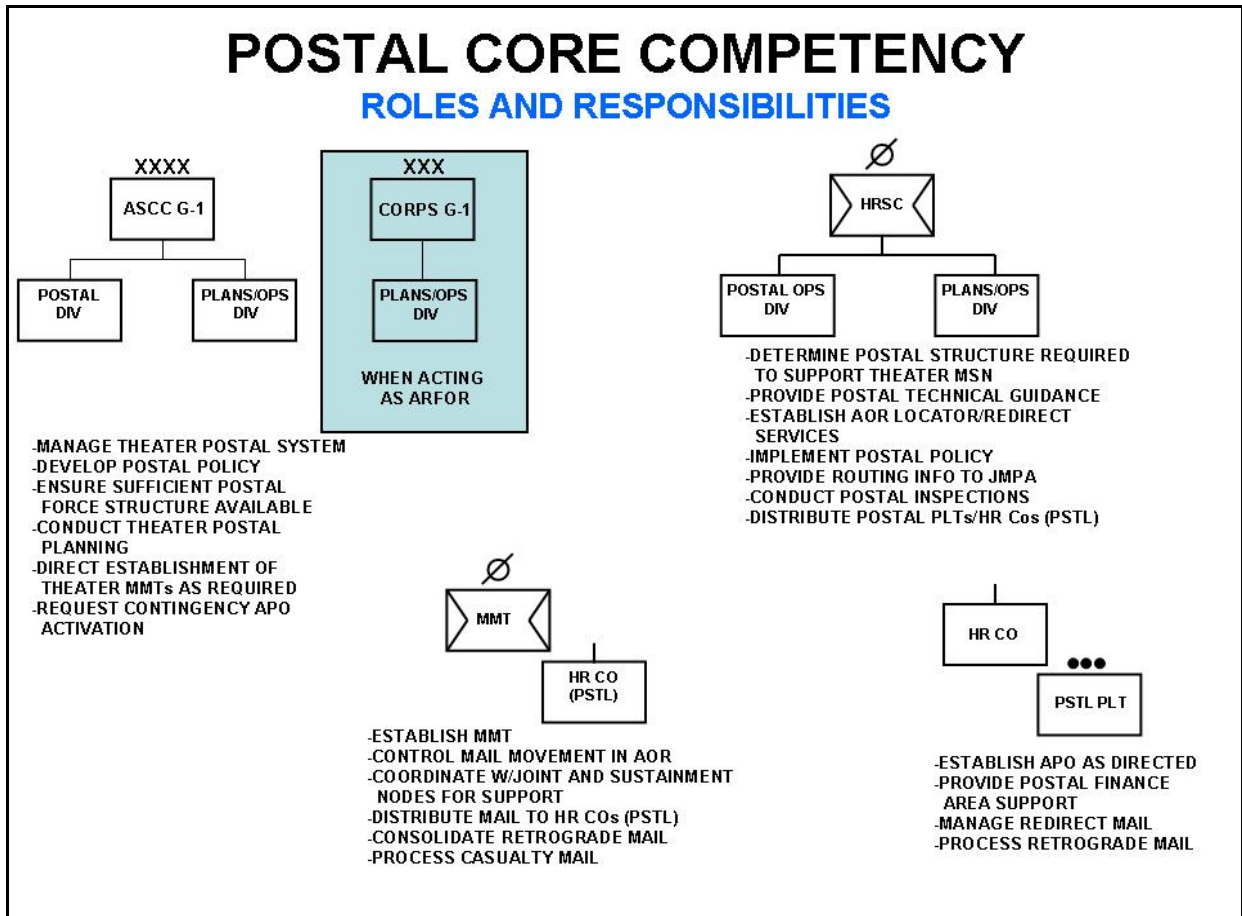 POSTAL CORE COMPETENCY
ROLES AND RESPONSIBILITIES
XXXX
ASCC G-1
POSTAL
DIV
PLANS/OPS
DIV
XXX
CORPS G-1
PLANS/OPS
DIV
WHEN ACTING
AS ARFOR
-MANAGE THEATER POSTAL SYSTEM
-DEVELOP POSTAL POLICY
-ENSURE SUFFICIENT POSTAL
FORCE STRUCTURE AVAILABLE
-CONDUCT THEATER POSTAL
PLANNING
-DIRECT ESTABLISHMENT OF
THEATER MMTs AS REQUIRED
-REQUEST CONTINGENCY APO
ACTIVATION
HRSC
POSTAL OPS
DIV
PLANS/OPS
DIV
-DETERMINE POSTAL STRUCTURE REQUIRED
TO SUPPORT THEATER MSN
-PROVIDE POSTAL TECHNICAL GUIDANCE
-ESTABLISH AOR LOCATOR/REDIRECT
SERVICES
-IMPLEMENT POSTAL POLICY
-PROVIDE ROUTING INFO TO JMPA
-CONDUCT POSTAL INSPECTIONS
-DISTRIBUTE POSTAL PLTs/HR Cos (PSTL)
MMT
HR CO
(PSTL)
-ESTABLISH MMT
-CONTROL MAIL MOVEMENT IN AOR
-COORDINATE W/JOINT AND SUSTAINMENT
NODES FOR SUPPORT
-DISTRIBUTE MAIL TO HR COs (PSTL)
-CONSOLIDATE RETROGRADE MAIL
-PROCESS CASUALTY MAIL
HR CO
PSTL PLT
-ESTABLISH APO AS DIRECTED
-PROVIDE POSTAL FINANCE
AREA SUPPORT
-MANAGE REDIRECT MAIL
-PROCESS RETROGRADE MAIL